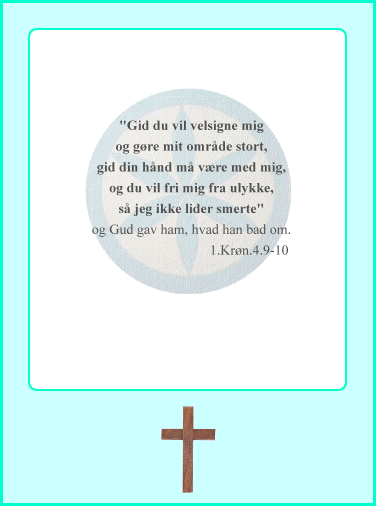 "Gid du vil velsigne mig
og gøre mit område stort,
gid din hånd må være med mig,
og du vil fri mig fra ulykke,
så jeg ikke lider smerte"
og Gud gav ham, hvad han bad om.
1.Krøn.4.9-10